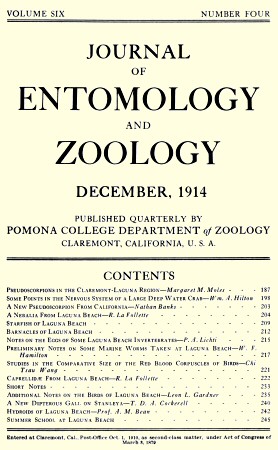 VOLUME SIX NUMBER FOUR
JOURNAL
OF
ENTOMOLOGY
AND
ZOOLOGY
DECEMBER, 1914
PUBLISHED QUARTERLY BY
POMONA COLLEGE DEPARTMENT of ZOOLOGY
CLAREMONT, CALIFORNIA, U. S. A.
CONTENTS
PSEUDOSCORPIONS IN THE CLAREMONT-LAGUNA REGION—Margaret M. Moles - - 187
SOME POINTS IN THE NERVOUS SYSTEM OF A LARGE DEEP WATER CRAB—Wm. A. Hilton 198
A NEW PSEUDOSCORPION FROM CALIFORNIA—Nathan Banks - - - 203
A NEBALIA FROM LAGUNA BEACH—R. La Follette - - - 204
STARFISH OF LAGUNA BEACH - - - 209
BARNACLES OF LAGUNA BEACH - - - 212
NOTES ON THE EGGS OF SOME LAGUNA BEACH INVERTEBRATES—P. A. Lichti - 215
PRELIMINARY NOTES ON SOME MARINE WORMS TAKEN AT LAGUNA BEACH—W. F.
Hamilton - - - 217
STUDIES IN THE COMPARATIVE SIZE OF THE RED BLOOD CORPUSCLES OF BIRDS—Chi
Tsau Wang - - - 221
CAPRELLIDÆ FROM LAGUNA BEACH—R. La Follette - - - 222
SHORT NOTES - - - 233
ADDITIONAL NOTES ON THE BIRDS OF LAGUNA BEACH—Leon L. Gardner - - 235
A NEW DIPTEROUS GALL ON STANLEYA—T. D. A. Cockerell - - - 240
HYDROIDS OF LAGUNA BEACH—Prof. A. M. Bean - - - 242
SUMMER SCHOOL AT LAGUNA BEACH - - - 245
Entered at Claremont, Cal. Post-Office Oct. 1, 1910, as second-class matter, under Act of Congress of
March 3, 1879